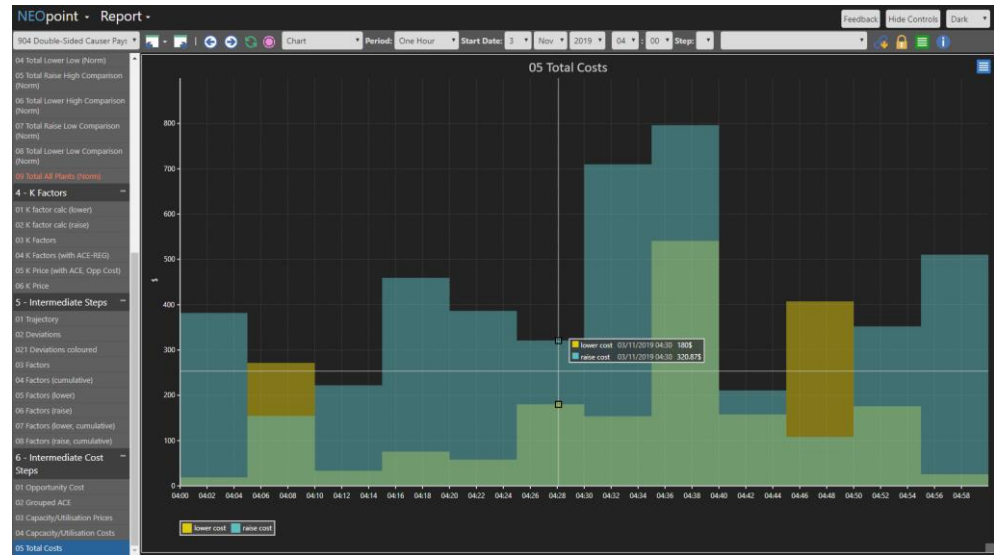 NEOpoint Report
Feedback Hide Controls Dark
904 Double-Sided Causer Pays Chart Period: One Hour Start Date: 3 Nov 2019 04 : 00 Step:
04 Total Lower Low (Norm)
05 Total Raise High Comparison
(Norm)
06 Total Lower High Comparison
(Norm)
07 Total Raise Low Comparison
(Norm)
08 Total Lower Low Comparison
(Norm)
09 Total All Plants (Norm)
4 - K Factors
01 K factor calc (lower)
02 K factor calc (raise)
03 K Factors
04 K Factors (with ACE-REG)
05 K Price (with ACE, Opp Cost)
06 K Price
5 - Intermediate Steps
01 Trajectory
02 Deviations
021 Deviations coloured
03 Factors
04 Factors (cumulative)
05 Factors (lower)
06 Factors (raise)
07 Factors (lower, cumulative)
08 Factors (raise, cumulative)
6 - Intermediate Cost
Steps
01 Opportunity Cost
02 Grouped ACE
03 Capacity/Utilisation Prices
04 Capcacity/Utilisation Costs
05 Total Costs
05 Total Costs
800
700
600
500
$
400
300
200
100
0
lower cost 03/11/2019 04:30 180$
raise cost 03/11/2019 04:30 320.87$
04:00 04:02 04:04 04:06 04:08 04:10 04:12 04:14 04:16 04:18 04:20 04:22 04:24 04:26 04:28 04:30 04:32 04:34 04:36 04:38 04:40 04:42 04:44 04:46 04:48 04:50 04:52 04:54 04:56 04:58
lower cost raise cost